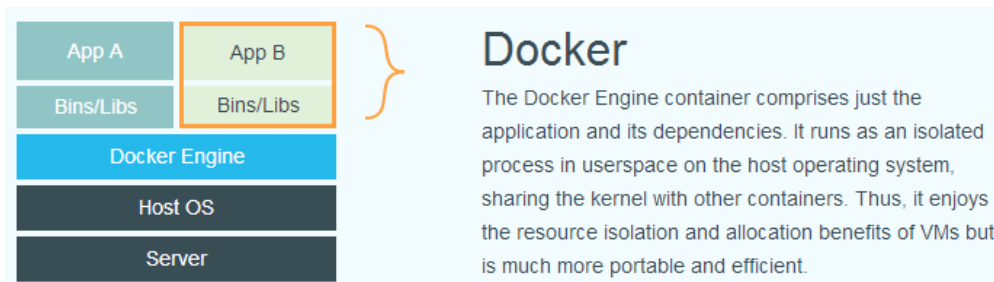 App A App B
Bins/Libs Bins/Libs
Docker Engine
Host OS
Server
Docker
The Docker Engine container comprises just the
application and its dependencies. It runs as an isolated
process in userspace on the host operating system,
sharing the kernel with other containers. Thus, it enjoys
the resource isolation and allocation benefits of VMs but
is much more portable and efficient.